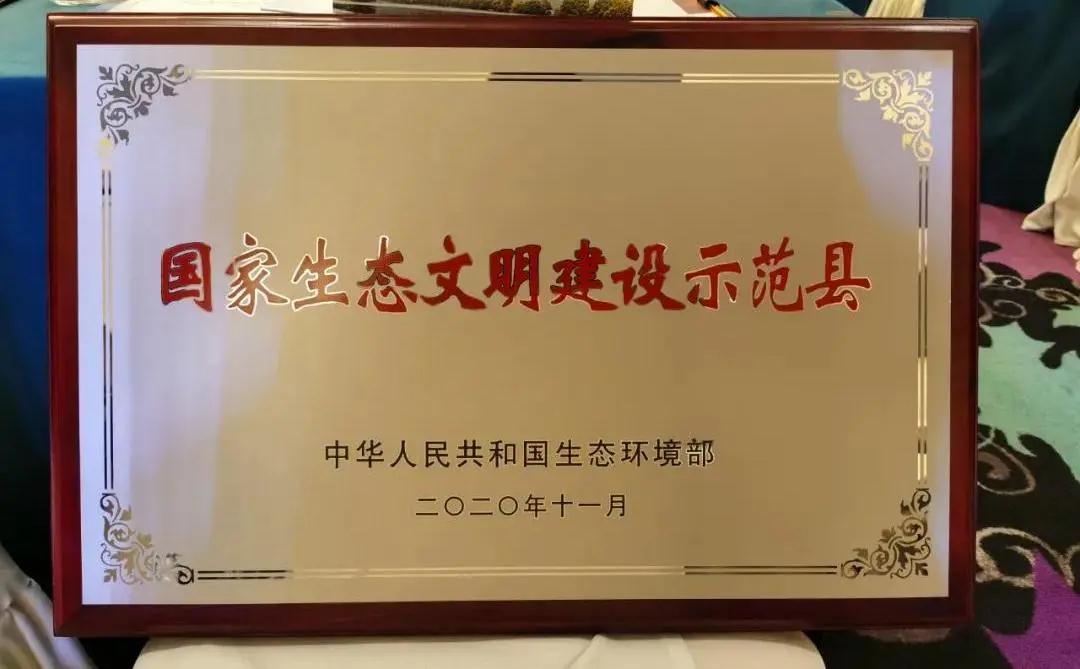 国家生态文明建设示范县
中华人民共和国生态环境部
二〇二〇年十一月